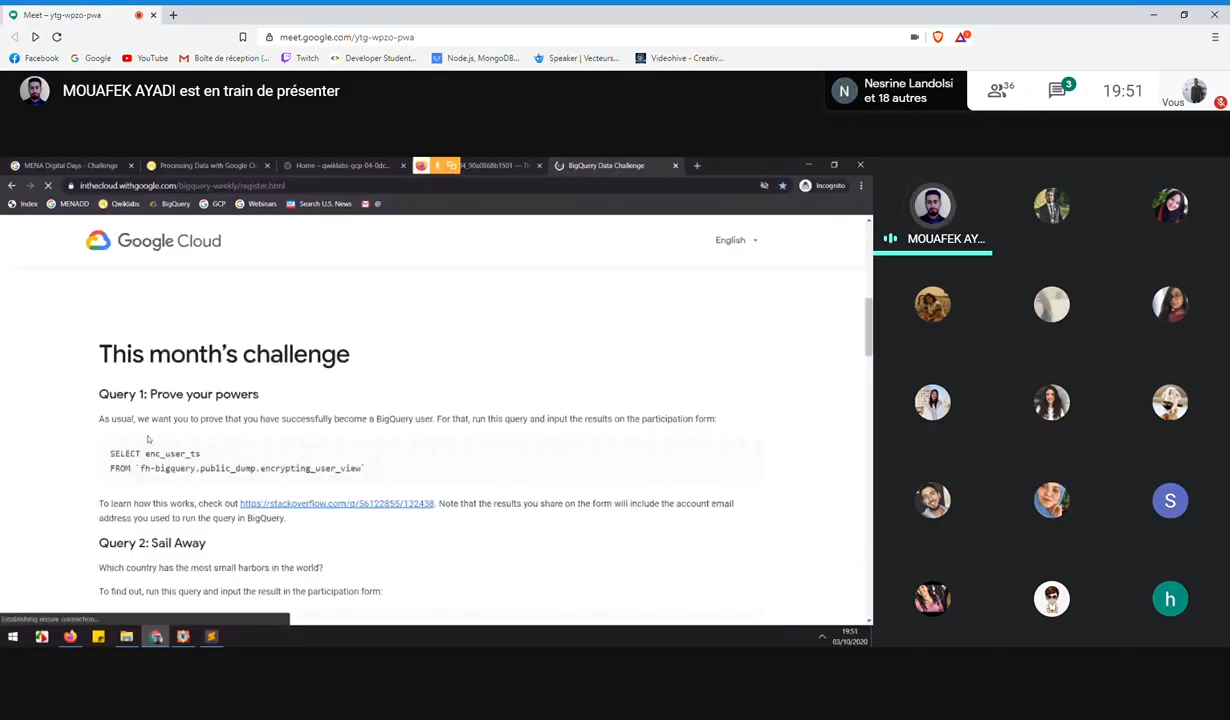 Meet – ytg-wpzo-pwa
meet.google.com/ytg-wpzo-pwa
1
Facebook
Google
YouTube
Boîte de réception (...
Twitch
Developer Student...
Node.js, MongoDB...
Speaker | Vecteurs...
Videohive - Creativ...
MOUAFEK AYADI est en train de présenter
N
Nesrine Landolsi
et 18 autres
36
3
19:51
Vous
MENA Digital Days - Challenge
Processing Data with Google Cl
Home – qwiklabs-gcp-04-0dc...
04_90a0868b1501 – Th
BigQuery Data Challenge
inthecloud.withgoogle.com/bigquery-weekly/register.html
Incognito
Index
MENADD
Qwiklabs
BigQuery
GCP
Webinars
Search U.S. News
@
Google Cloud
English
This month's challenge
Query 1: Prove your powers
As usual, we want you to prove that you have successfully become a BigQuery user. For that, run this query and input the results on the participation form:
SELECT enc_user_ts
FROM `fh-bigquery.public_dump.encrypting_user_view`
To learn how this works, check out https://stackoverflow.com/q/56122855/132438. Note that the results you share on the form will include the account email
address you used to run the query in BigQuery.
Query 2: Sail Away
Which country has the most small harbors in the world?
To find out, run this query and input the result in the participation form:
Establishing secure connection...
19:51
03/10/2020
MOUAFEK AY...
S
h